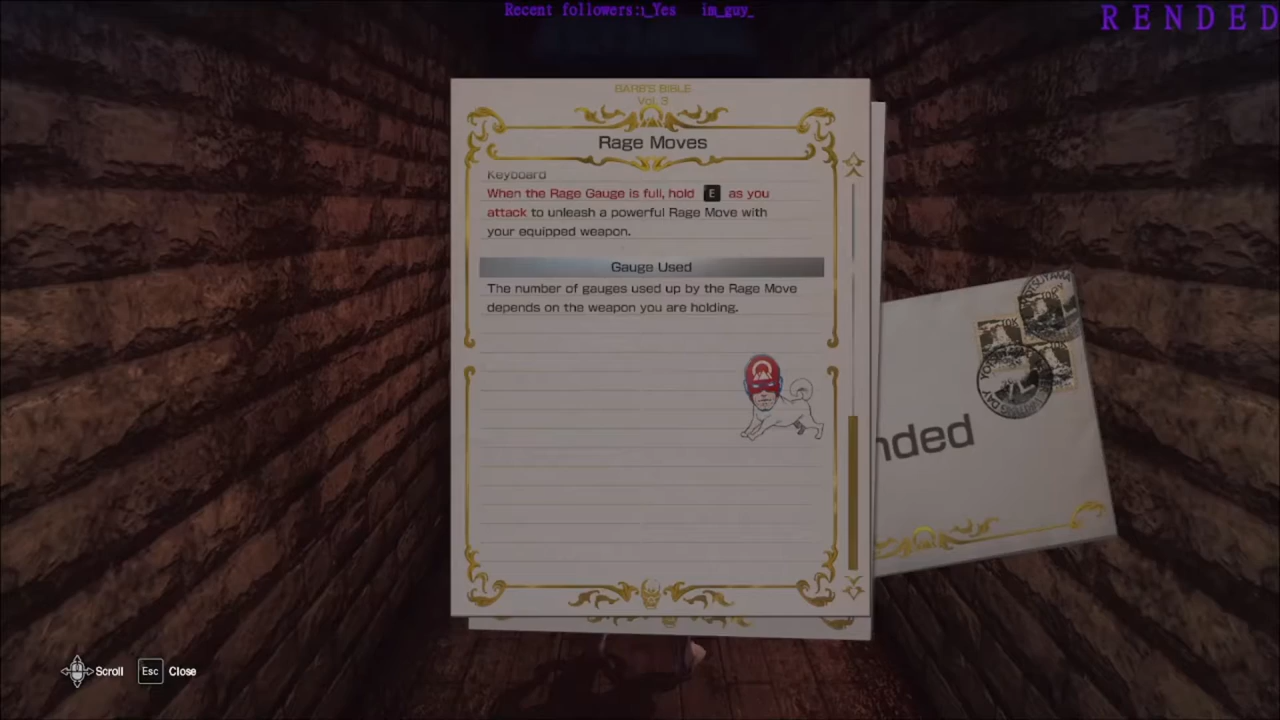 Recent followers: _Yes im_guy_
RENDED
BARB'S BIBLE
Vol. 3
Rage Moves
Keyboard
When the Rage Gauge is full, hold E as you
attack to unleash a powerful Rage Move with
your equipped weapon.
Gauge Used
The number of gauges used up by the Rage Move
depends on the weapon you are holding.
nded
Scroll Esc Close